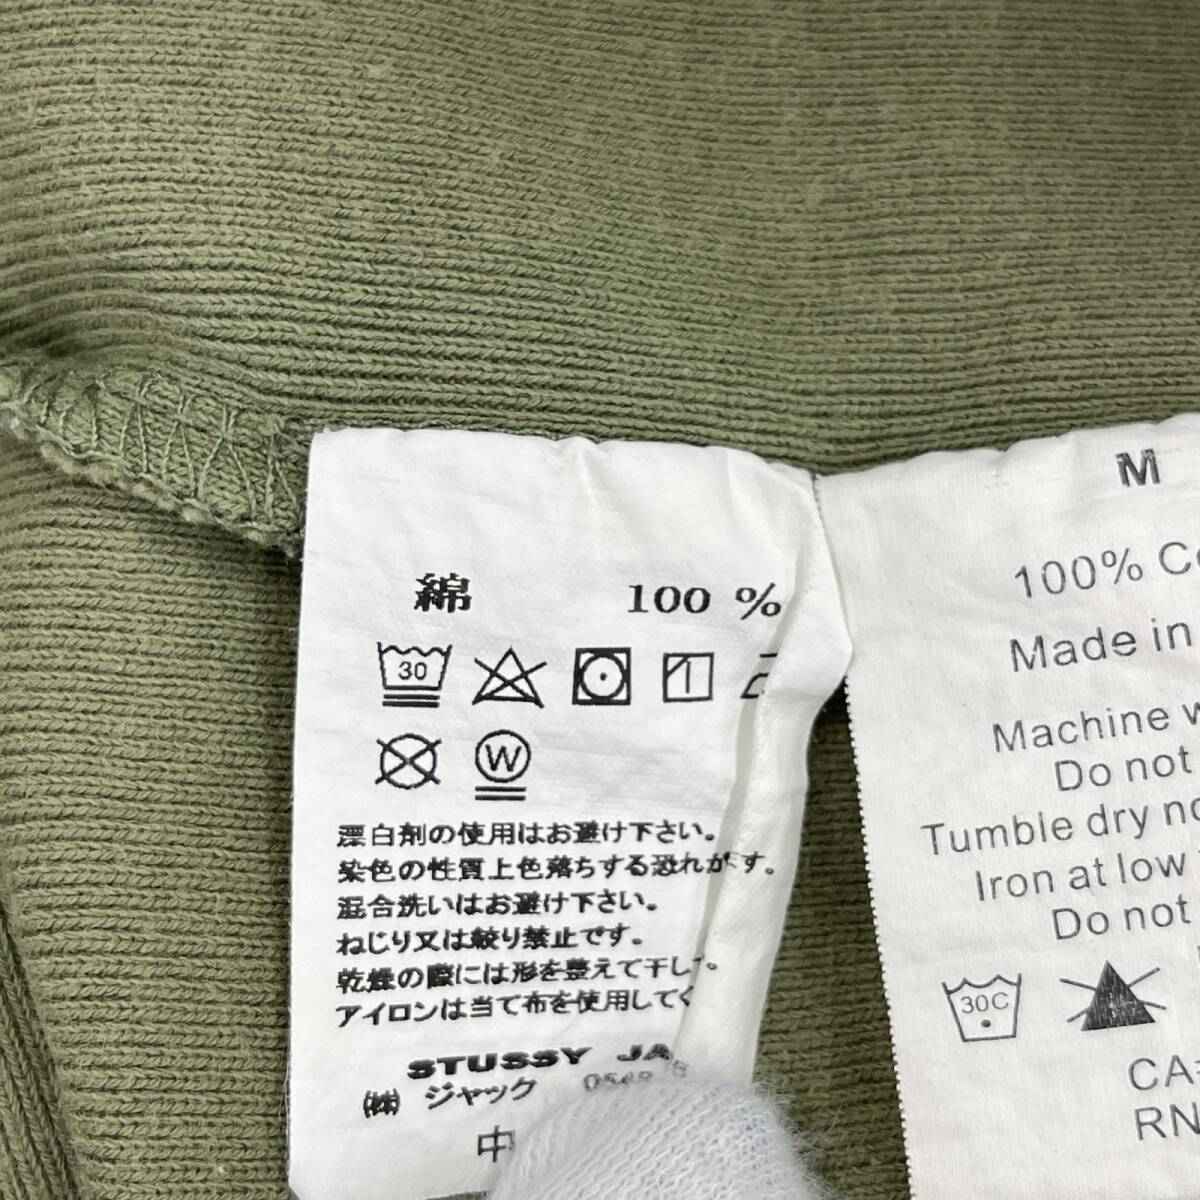 綿 100 %
30
W
漂白剤の使用はお避け下さい。
染色の性質上色落ちする恐れがます。
混合洗いはお避け下さい。
ねじり又は絞り禁止です。
乾燥の際には形を整えて干し
アイロンは当て布を使用してく
STUSSY JA
㈱ ジャック
中
M
100% C
Made in
Machine w
Do not
Tumble dry no
Iron at low
Do not
30C
CA
RN